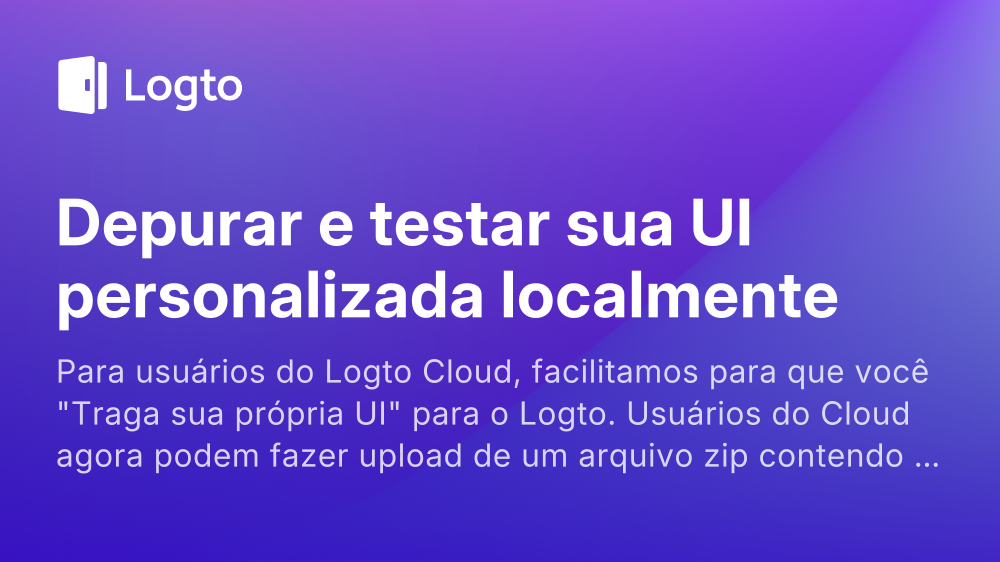 Logto
Depurar e testar sua UI
personalizada localmente
Para usuários do Logto Cloud, facilitamos para que você
"Traga sua própria UI" para o Logto. Usuários do Cloud
agora podem fazer upload de um arquivo zip contendo ...